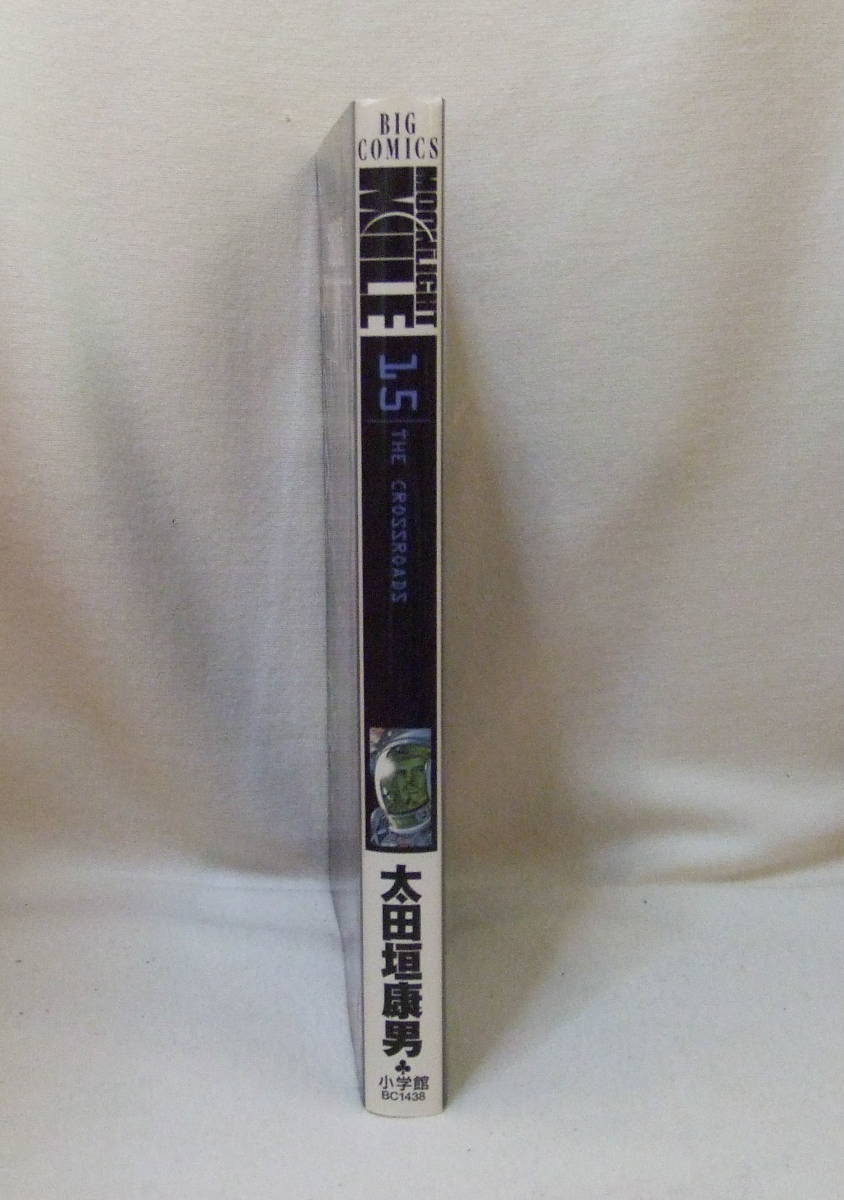 BIG
COMICS
MOONLIGHT
MILE
15
THE CROSSROADS
太田垣康男
小学館
BC1438